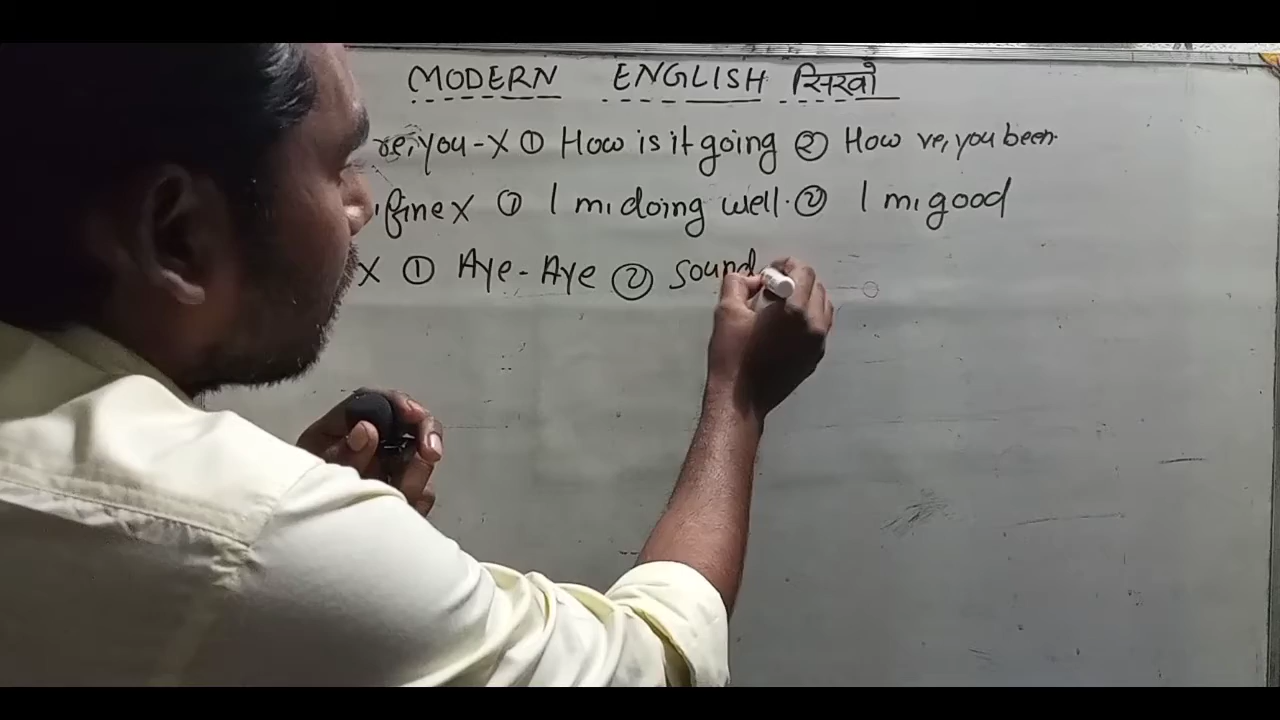 MODERN ENGLISH सिखो
re, you - X ① How is it going ② How ve, you been.
fine X ① I m, doing well. ② I m, good
X ① Aye - Aye ② Sound